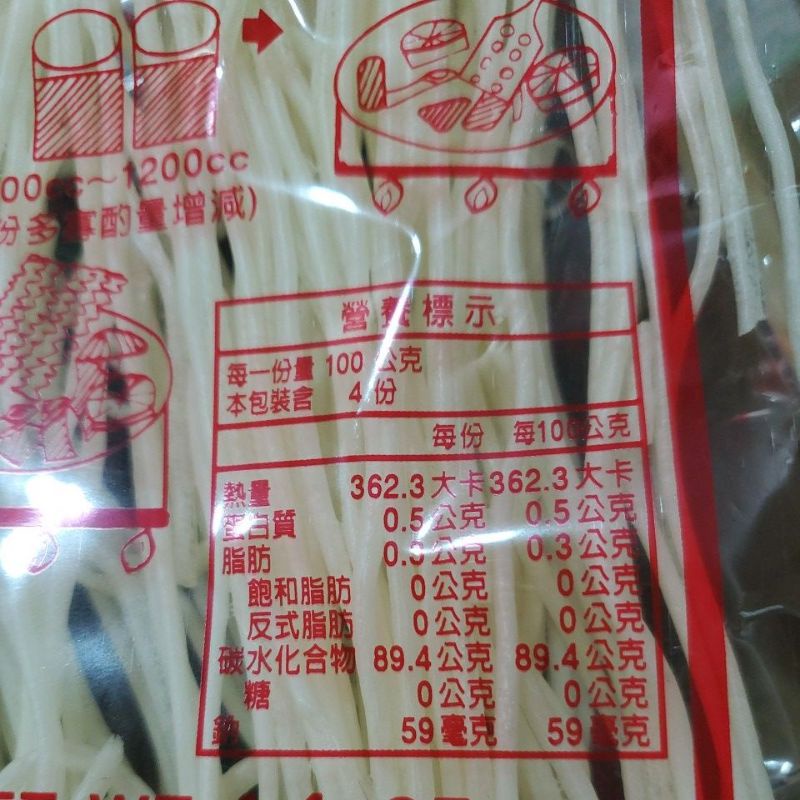 00cc～1200cc
份多寡酌量增減)
營養標示
每一份量 100 公克
本包裝含 4 份
每份 每100公克
熱量 362.3大卡 362.3大卡
蛋白質 0.5公克 0.5公克
脂肪 0.3公克 0.3公克
飽和脂肪 0公克 0公克
反式脂肪 0公克 0公克
碳水化合物 89.4公克 89.4公克
糖 0公克 0公克
鈉 59毫克 59毫克